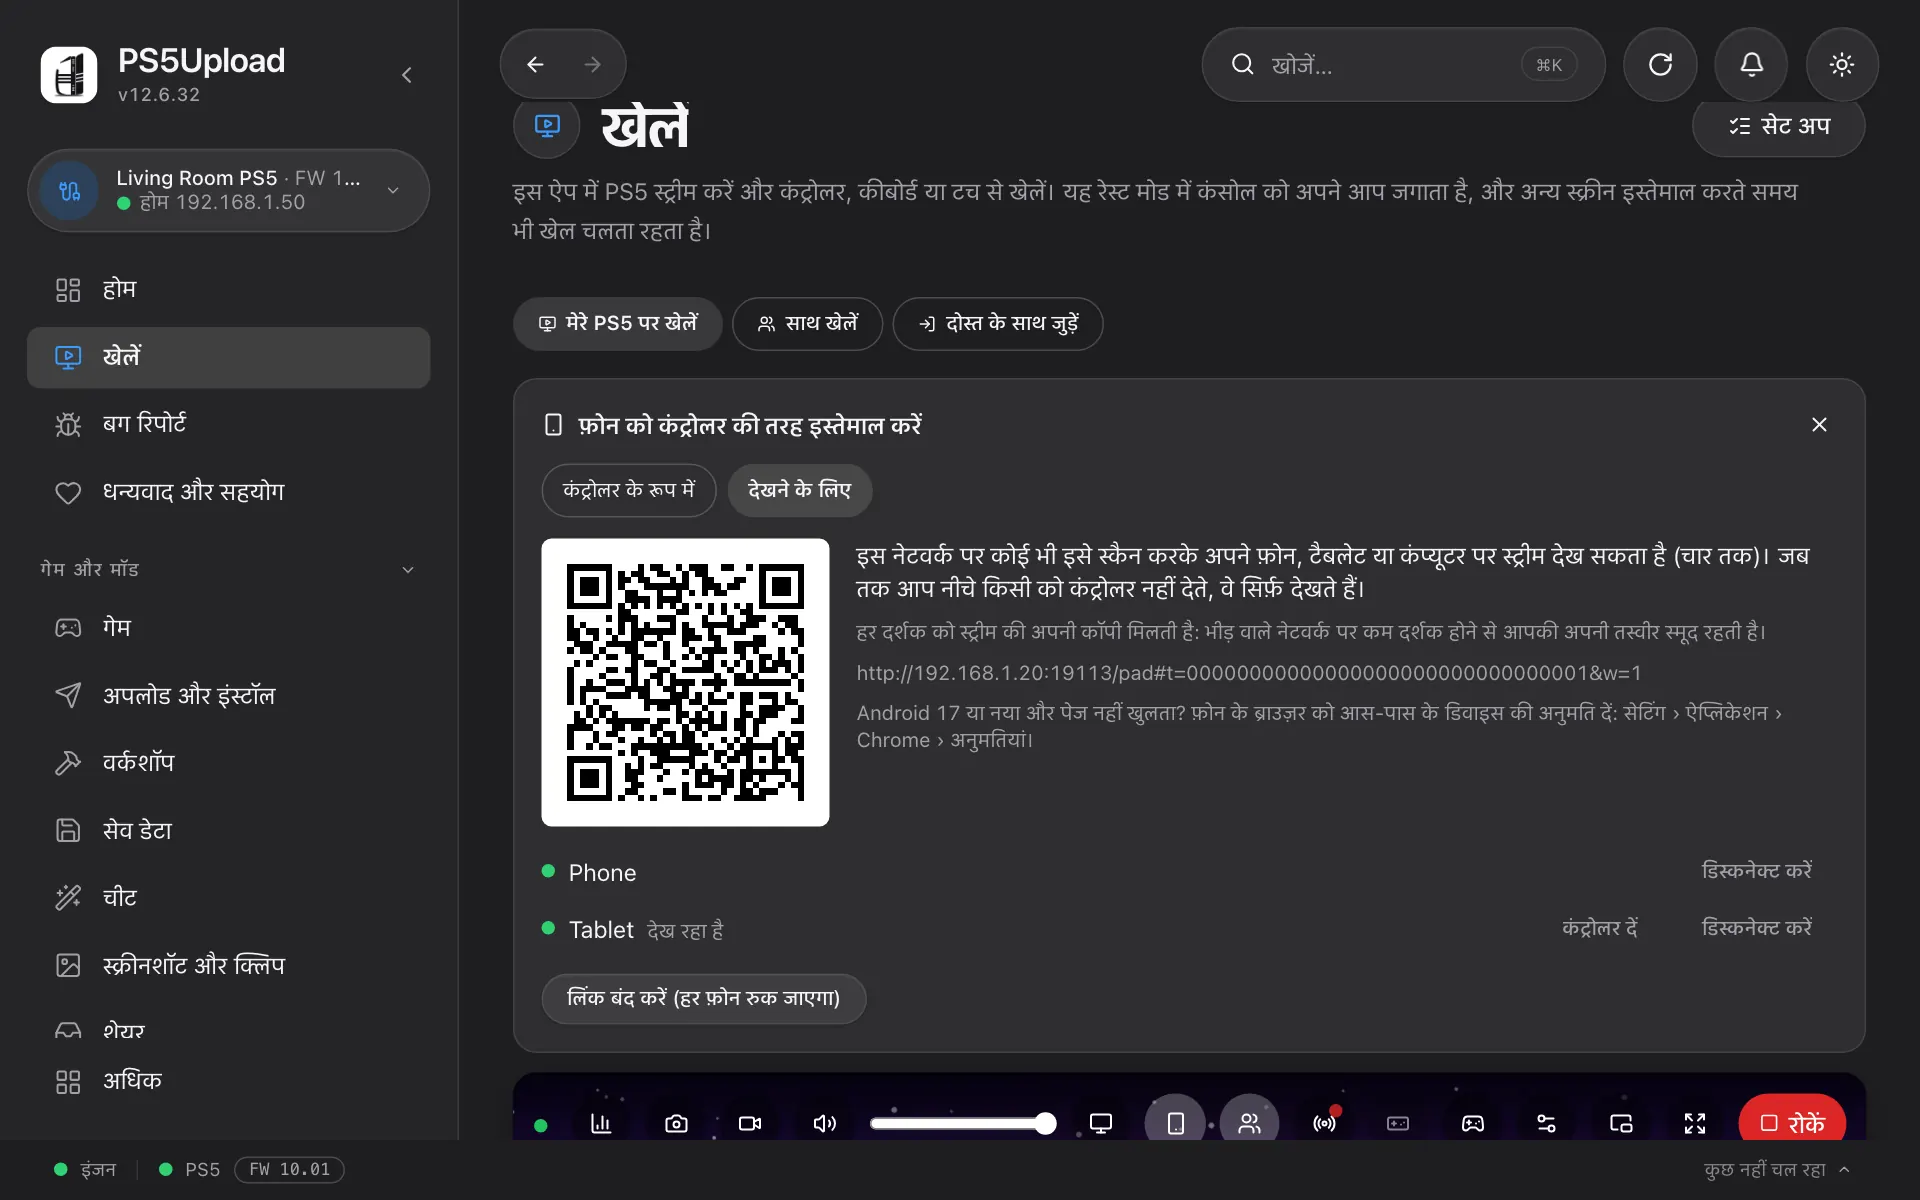 PS5Upload
v12.6.32
Living Room PS5 · FW 1...
होम 192.168.1.50
होम
खेलें
बग रिपोर्ट
धन्यवाद और सहयोग
गेम और मॉड
गेम
अपलोड और इंस्टॉल
वर्कशॉप
सेव डेटा
चीट
स्क्रीनशॉट और क्लिप
शेयर
अधिक
खोजें...
⌘K
खेलें
सेट अप
इस ऐप में PS5 स्ट्रीम करें और कंट्रोलर, कीबोर्ड या टच से खेलें। यह रेस्ट मोड में कंसोल को अपने आप जगाता है, और अन्य स्क्रीन इस्तेमाल करते समय
भी खेल चलता रहता है।
मेरे PS5 पर खेलें
साथ खेलें
दोस्त के साथ जुड़ें
फ़ोन को कंट्रोलर की तरह इस्तेमाल करें
कंट्रोलर के रूप में
देखने के लिए
इस नेटवर्क पर कोई भी इसे स्कैन करके अपने फ़ोन, टैबलेट या कंप्यूटर पर स्ट्रीम देख सकता है (चार तक)। जब
तक आप नीचे किसी को कंट्रोलर नहीं देते, वे सिर्फ़ देखते हैं।
हर दर्शक को स्ट्रीम की अपनी कॉपी मिलती है: भीड़ वाले नेटवर्क पर कम दर्शक होने से आपकी अपनी तस्वीर स्मूद रहती है।
http://192.168.1.20:19113/pad#t=00000000000000000000000000000001&w=1
Android 17 या नया और पेज नहीं खुलता? फ़ोन के ब्राउज़र को आस-पास के डिवाइस की अनुमति दें: सेटिंग › ऐप्लिकेशन ›
Chrome › अनुमतियां।
Phone
डिस्कनेक्ट करें
Tablet देख रहा है
कंट्रोलर दें
डिस्कनेक्ट करें
लिंक बंद करें (हर फ़ोन रुक जाएगा)
रोकें
इंजन
PS5
FW 10.01
कुछ नहीं चल रहा